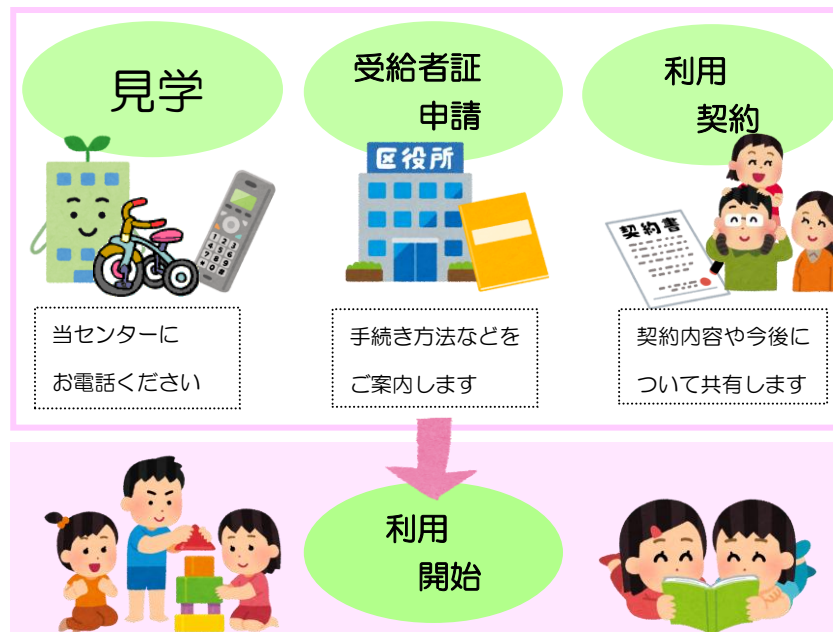 見学
受給者証
申請
利用
契約
区役所
契約書
当センターに
お電話ください
手続き方法などを
ご案内します
契約内容や今後に
ついて共有します
利用
開始